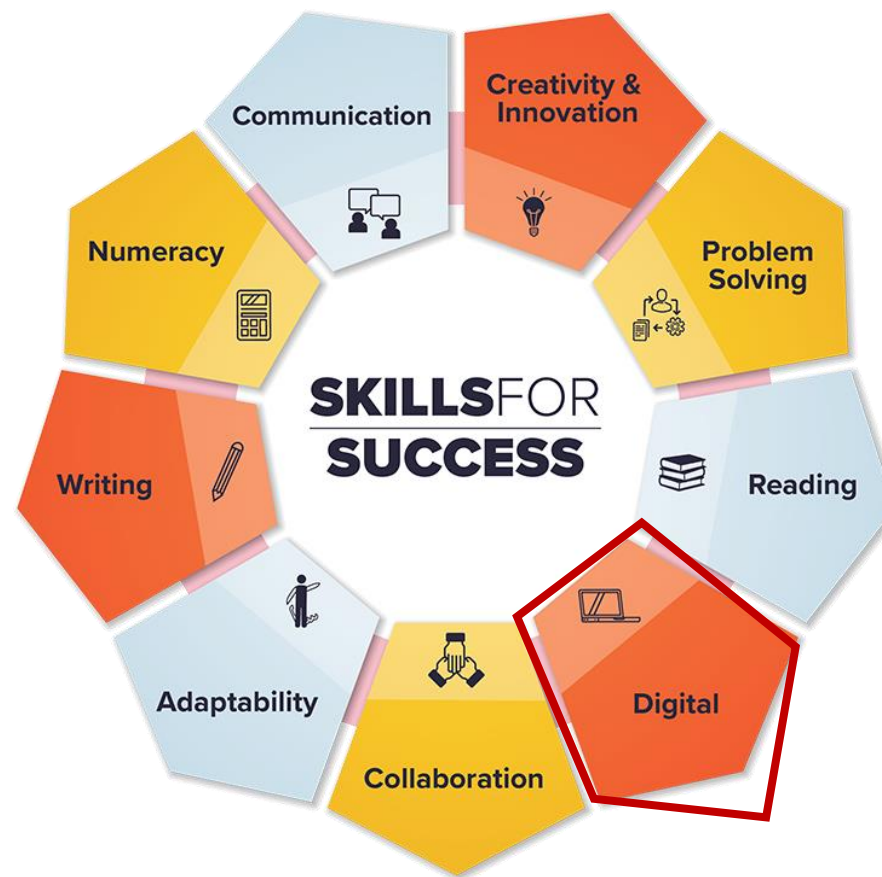 Communication
Creativity &
Innovation
Numeracy
Problem
Solving
SKILLSFOR
SUCCESS
Writing
Reading
Adaptability
Digital
Collaboration